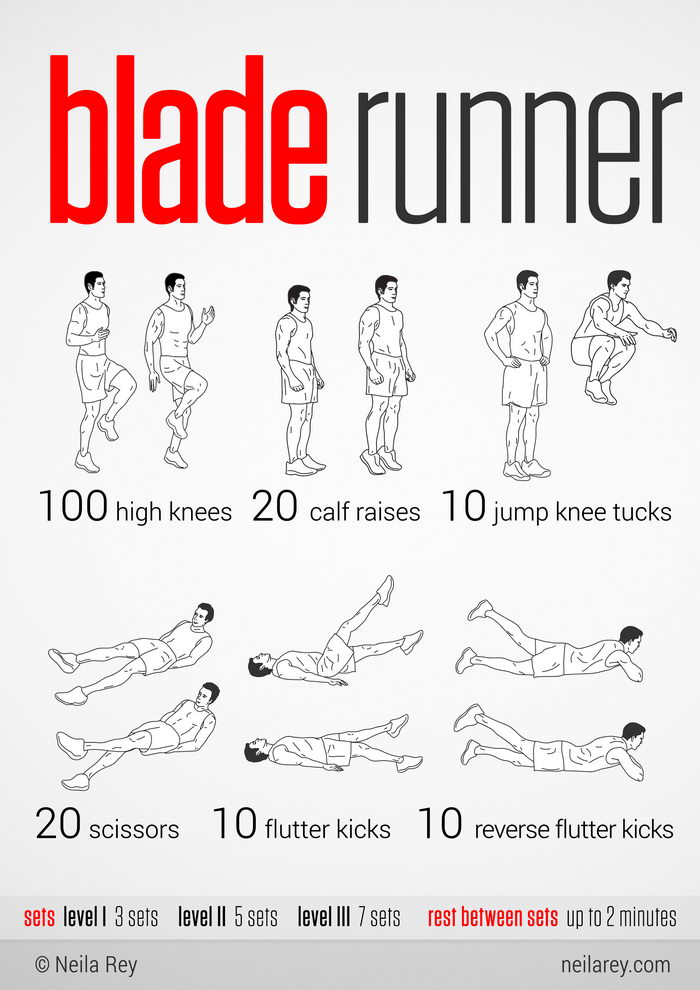 blade runner
100 high knees 20 calf raises 10 jump knee tucks
20 scissors 10 flutter kicks 10 reverse flutter kicks
sets level I 3 sets level II 5 sets level III 7 sets rest between sets up to 2 minutes
© Neila Rey neilarey.com